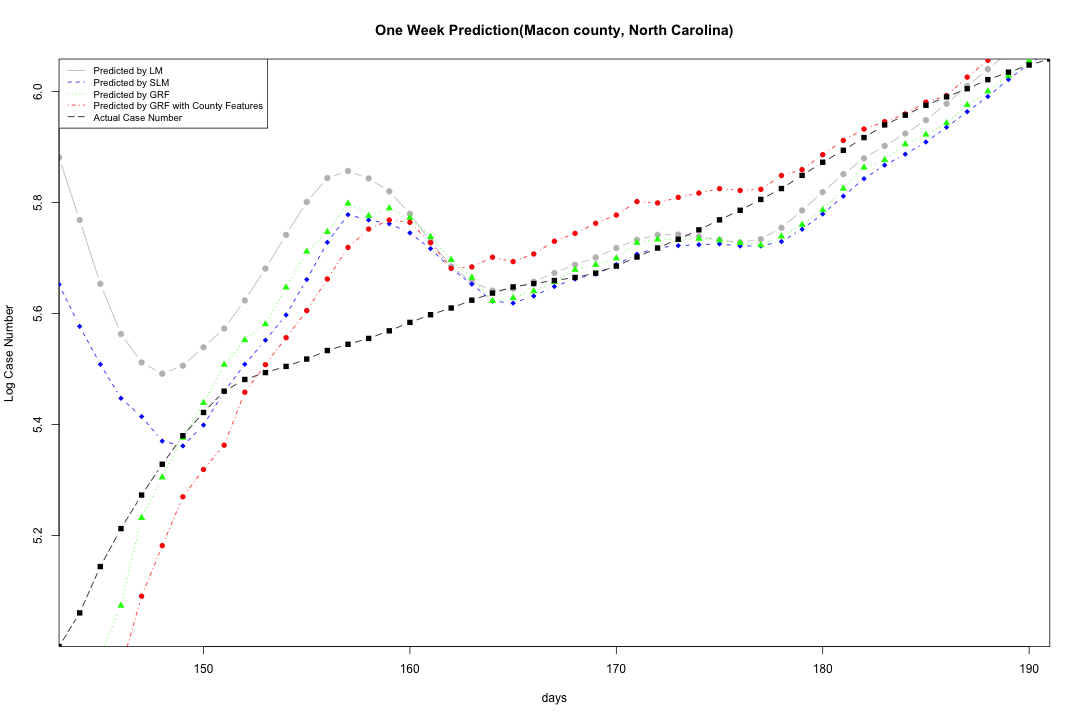 One Week Prediction(Macon county, North Carolina)
Predicted by LM
Predicted by SLM
Predicted by GRF
Predicted by GRF with County Features
Actual Case Number
6.0
5.8
5.6
5.4
5.2
Log Case Number
150 160 170 180 190
days